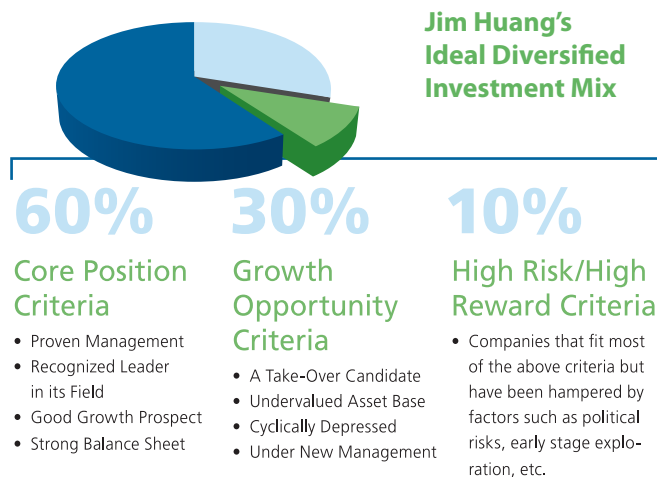 Jim Huang's
Ideal Diversified
Investment Mix
60%
Core Position
Criteria
• Proven Management
• Recognized Leader
in its Field
• Good Growth Prospect
• Strong Balance Sheet
30%
Growth
Opportunity
Criteria
• A Take-Over Candidate
• Undervalued Asset Base
• Cyclically Depressed
• Under New Management
10%
High Risk/High
Reward Criteria
• Companies that fit most
of the above criteria but
have been hampered by
factors such as political
risks, early stage explo-
ration, etc.